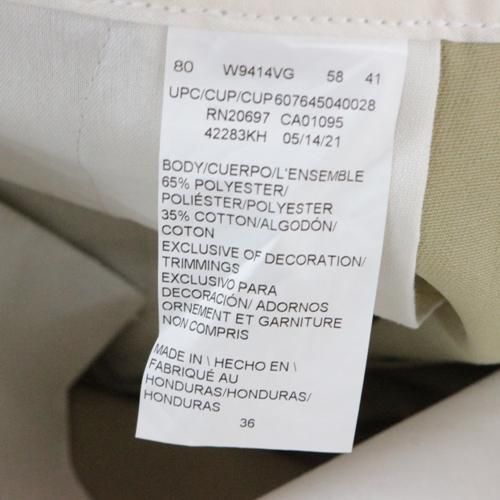 80 W9414VG 58 41
UPC/CUP/CUP607645040028
RN20697 CA01095
42283KH 05/14/21
BODY/CUERPO/L'ENSEMBLE
65% POLYESTER/
POLIÉSTER/POLYESTER
35% COTTON/ALGODÓN/
COTON
EXCLUSIVE OF DECORATION/
TRIMMINGS
EXCLUSIVO PARA
DECORACIÓN/ ADORNOS
ORNEMENT ET GARNITURE
NON COMPRIS
MADE IN \ HECHO EN \
FABRIQUÉ AU
HONDURAS/HONDURAS/
HONDURAS
36